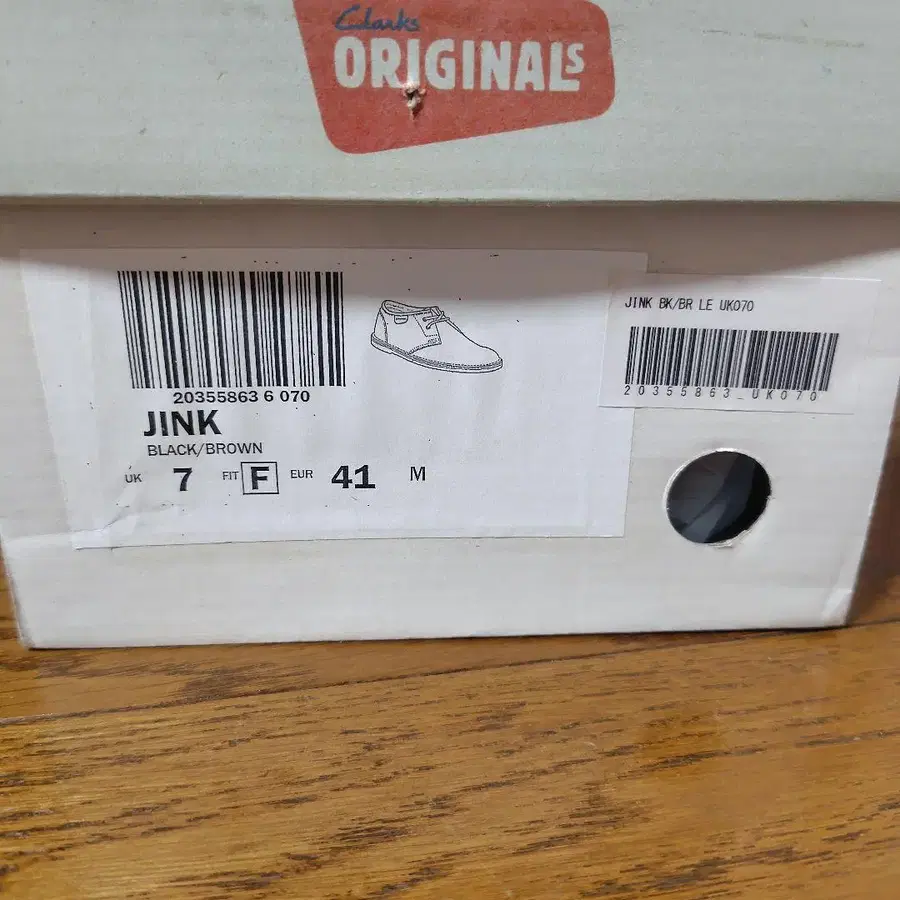 Clarks
ORIGINALS
20355863 6 070
JINK
BLACK/BROWN
UK 7 FIT F EUR 41 M
JINK BK/BR LE UK070
20355863_UK070